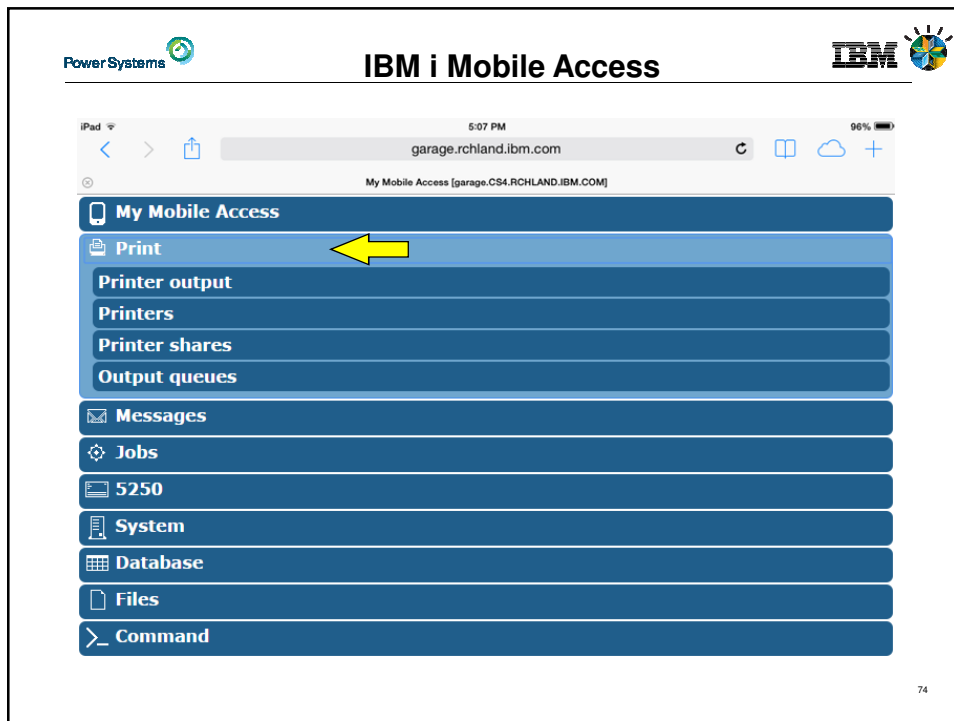 Power Systems
IBM i Mobile Access
IBM
iPad
5:07 PM
96%
garage.rchland.ibm.com
My Mobile Access [garage.CS4.RCHLAND.IBM.COM]
My Mobile Access
Print
Printer output
Printers
Printer shares
Output queues
Messages
Jobs
5250
System
Database
Files
Command
74